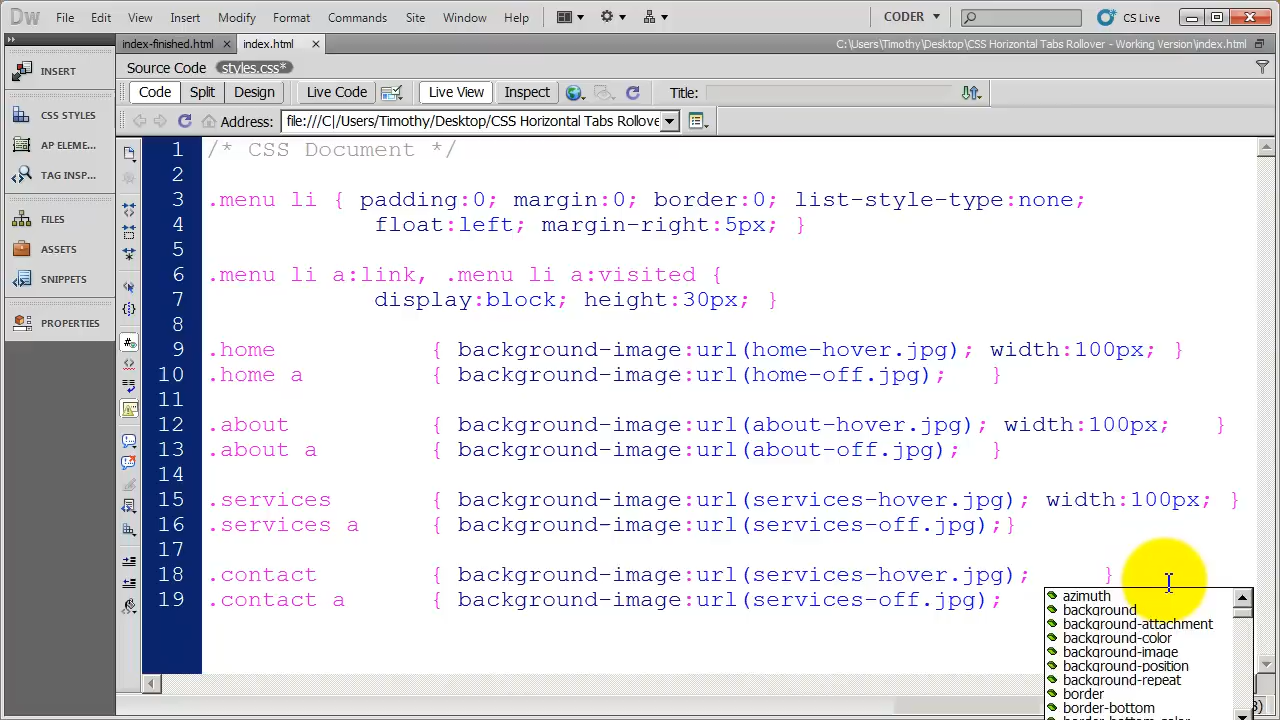 Dw File Edit View Insert Modify Format Commands Site Window Help CODER CS Live
index-finished.html index.html C:\Users\Timothy\Desktop\CSS Horizontal Tabs Rollover - Working Version\index.html
Source Code styles.css*
Code Split Design Live Code Live View Inspect Title:
Address: file:///C|/Users/Timothy/Desktop/CSS Horizontal Tabs Rollove
INSERT
CSS STYLES
AP ELEME...
TAG INSP...
FILES
ASSETS
SNIPPETS
PROPERTIES
1 /* CSS Document */
2
3 .menu li { padding:0; margin:0; border:0; list-style-type:none;
4 float:left; margin-right:5px; }
5
6 .menu li a:link, .menu li a:visited {
7 display:block; height:30px; }
8
9 .home { background-image:url(home-hover.jpg); width:100px; }
10 .home a { background-image:url(home-off.jpg); }
11
12 .about { background-image:url(about-hover.jpg); width:100px; }
13 .about a { background-image:url(about-off.jpg); }
14
15 .services { background-image:url(services-hover.jpg); width:100px; }
16 .services a { background-image:url(services-off.jpg);}
17
18 .contact { background-image:url(services-hover.jpg); }
19 .contact a { background-image:url(services-off.jpg);
azimuth
background
background-attachment
background-color
background-image
background-position
background-repeat
border
border-bottom
border-bottom-color